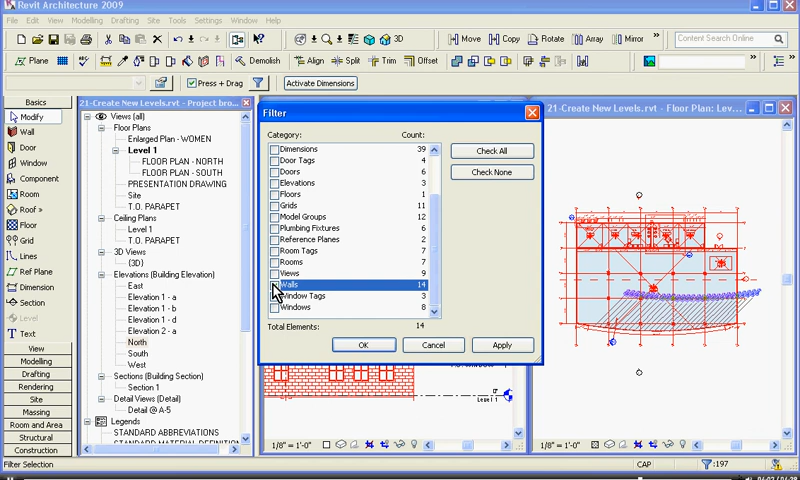 Revit Architecture 2009
File Edit View Modelling Drafting Site Tools Settings Window Help
3D Move Copy Rotate Array Mirror Content Search Online
Plane Demolish Align Split Trim Offset
Press + Drag Activate Dimensions
Basics
Modify
Wall
Door
Window
Component
Room
Roof »
Floor
Grid
Lines
Ref Plane
Dimension
Section
Level
Text
View
Modelling
Drafting
Rendering
Site
Massing
Room and Area
Structural
Construction
21-Create New Levels.rvt - Project bro...
Views (all)
Floor Plans
Enlarged Plan - WOMEN
Level 1
FLOOR PLAN - NORTH
FLOOR PLAN - SOUTH
PRESENTATION DRAWING
Site
T.O. PARAPET
Ceiling Plans
Level 1
T.O. PARAPET
3D Views
{3D}
Elevations (Building Elevation)
East
Elevation 1 - a
Elevation 1 - b
Elevation 1 - d
Elevation 2 - a
North
South
West
Sections (Building Section)
Section 1
Detail Views (Detail)
Detail @ A-5
Legends
STANDARD ABBREVIATIONS
STANDARD MATERIAL DEFINITION
Filter
Category: Count:
Dimensions 39
Door Tags 4
Doors 6
Elevations 3
Floors 1
Grids 11
Model Groups 12
Plumbing Fixtures 6
Reference Planes 2
Room Tags 7
Rooms 7
Views 9
Walls 14
Window Tags 3
Windows 8
Check All
Check None
Total Elements: 14
OK Cancel Apply
Level 1
1/8" = 1'-0"
21-Create New Levels.rvt - Floor Plan: Lev...
1/8" = 1'-0"
Filter Selection CAP :197